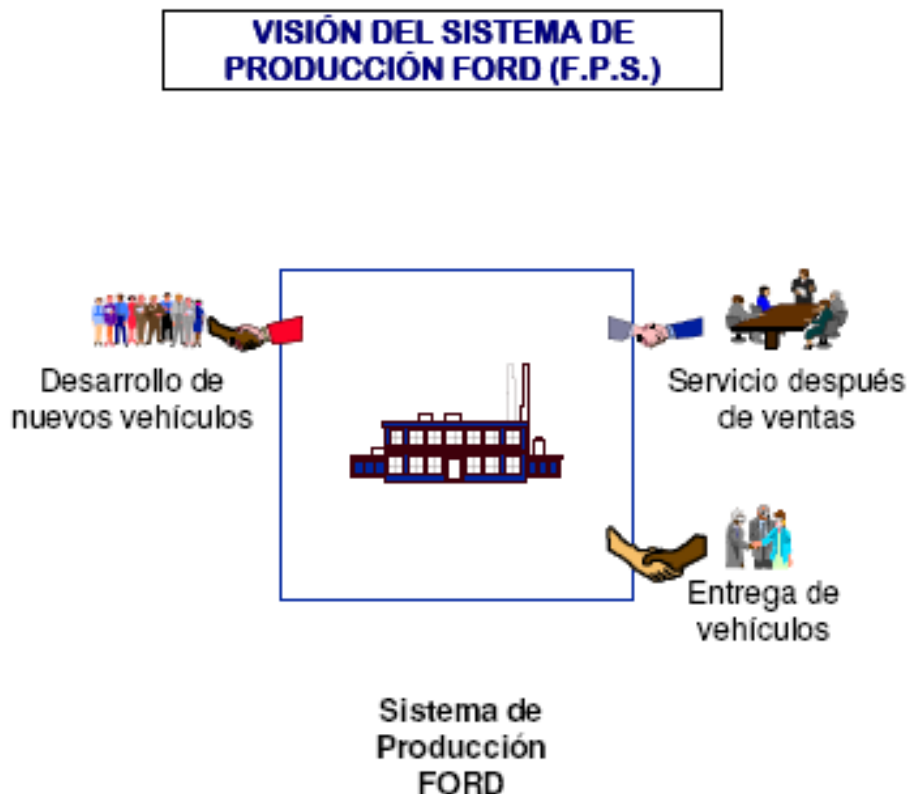 VISIÓN DEL SISTEMA DE
PRODUCCIÓN FORD (F.P.S.)
Desarrollo de
nuevos vehículos
Servicio después
de ventas
Entrega de
vehículos
Sistema de
Producción
FORD